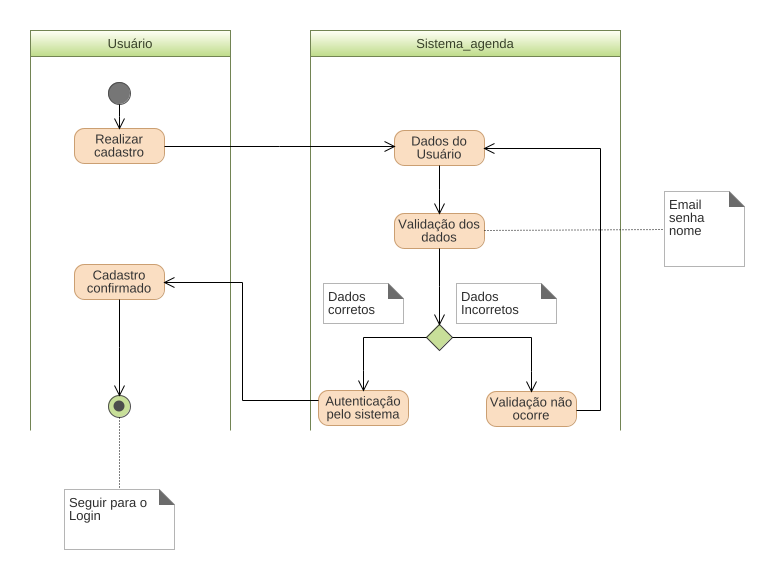 Usuário
Sistema_agenda
Realizar
cadastro
Dados do
Usuário
Email
senha
nome
Validação dos
dados
Cadastro
confirmado
Dados
corretos
Dados
Incorretos
Autenticação
pelo sistema
Validação não
ocorre
Seguir para o
Login